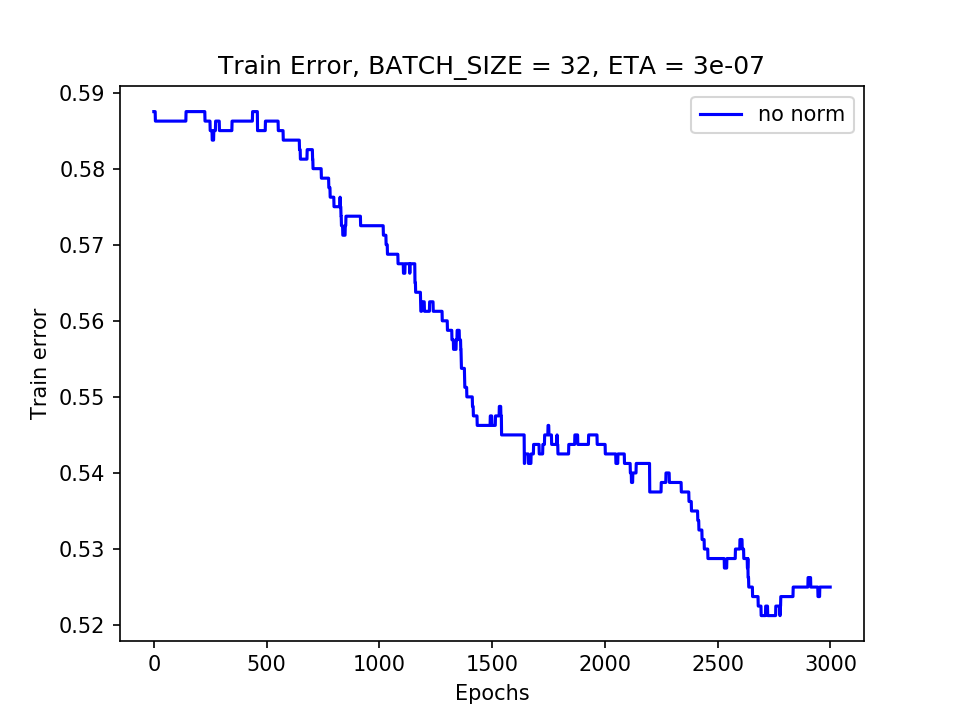 Train Error, BATCH_SIZE = 32, ETA = 3e-07
no norm
Train error
0.59
0.58
0.57
0.56
0.55
0.54
0.53
0.52
0 500 1000 1500 2000 2500 3000
Epochs